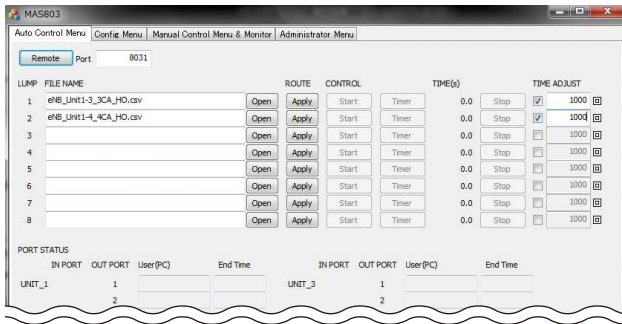 MAS803
Auto Control Menu Config Menu Manual Control Menu & Monitor Administrator Menu
Remote Port 8031
LUMP FILE NAME ROUTE CONTROL TIME(s) TIME ADJUST
1 eNB_Unit1-3_3CA_HO.csv Open Apply Start Timer 0.0 Stop 1000
2 eNB_Unit1-4_4CA_HO.csv Open Apply Start Timer 0.0 Stop 1000
3 Open Apply Start Timer 0.0 Stop 1000
4 Open Apply Start Timer 0.0 Stop 1000
5 Open Apply Start Timer 0.0 Stop 1000
6 Open Apply Start Timer 0.0 Stop 1000
7 Open Apply Start Timer 0.0 Stop 1000
8 Open Apply Start Timer 0.0 Stop 1000
PORT STATUS
IN PORT OUT PORT User(PC) End Time IN PORT OUT PORT User(PC) End Time
UNIT_1 1 UNIT_3 1
2 2